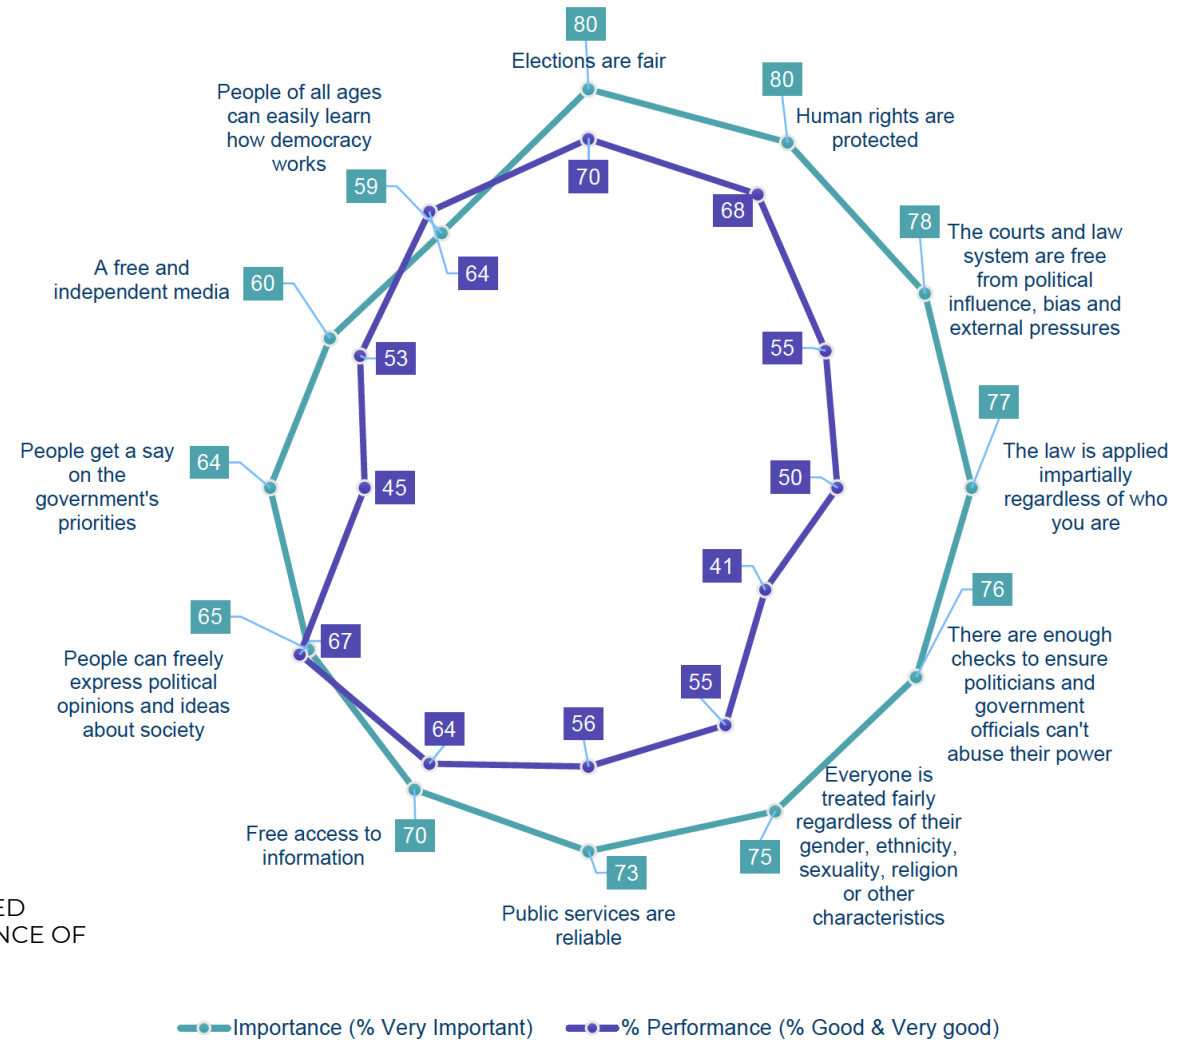 80
Elections are fair
80
Human rights are
protected
78
The courts and law
system are free
from political
influence, bias and
external pressures
77
The law is applied
impartially
regardless of who
you are
76
There are enough
checks to ensure
politicians and
government
officials can't
abuse their power
75
Everyone is
treated fairly
regardless of their
gender, ethnicity,
sexuality, religion
or other
characteristics
73
Public services are
reliable
70
Free access to
information
65
People can freely
express political
opinions and ideas
about society
64
People get a say
on the
government's
priorities
60
A free and
independent media
59
People of all ages
can easily learn
how democracy
works
70
68
55
50
41
55
56
64
67
45
53
64
ED
NCE OF
Importance (% Very Important)
% Performance (% Good & Very good)